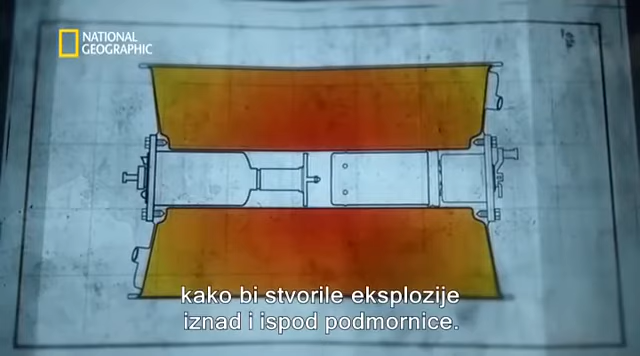 NATIONAL
GEOGRAPHIC
kako bi stvorile eksplozije
iznad i ispod podmornice.